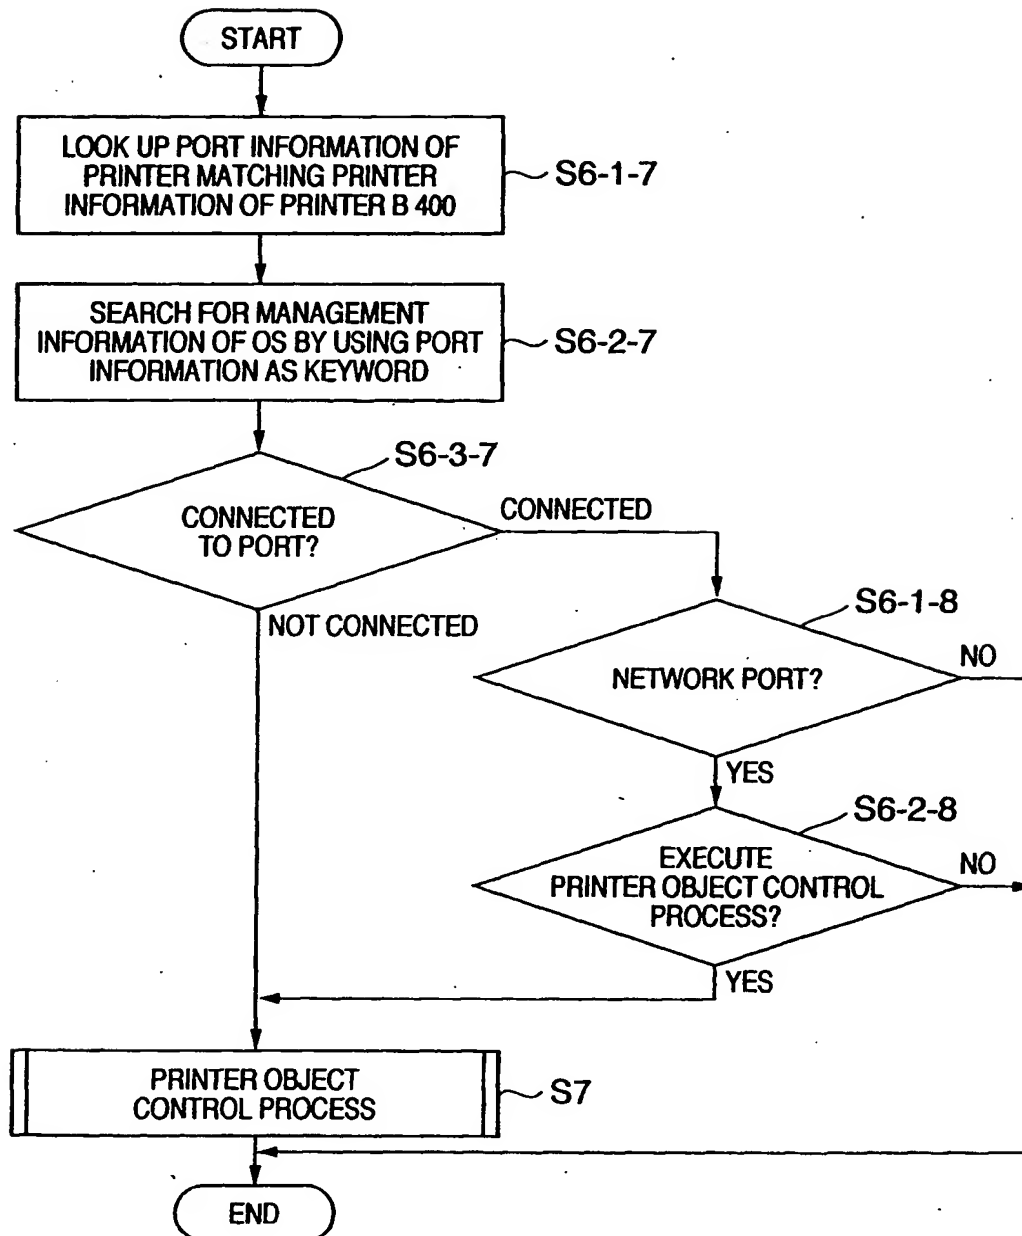 START
LOOK UP PORT INFORMATION OF
PRINTER MATCHING PRINTER
INFORMATION OF PRINTER B 400
S6-1-7
SEARCH FOR MANAGEMENT
INFORMATION OF OS BY USING PORT
INFORMATION AS KEYWORD
S6-2-7
S6-3-7
CONNECTED
TO PORT?
CONNECTED
NOT CONNECTED
S6-1-8
NETWORK PORT?
NO
YES
S6-2-8
EXECUTE
PRINTER OBJECT CONTROL
PROCESS?
NO
YES
PRINTER OBJECT
CONTROL PROCESS
S7
END